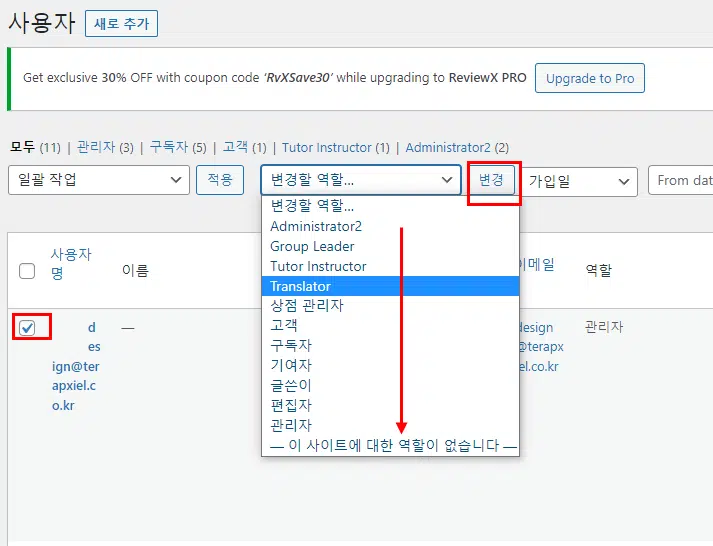 사용자 새로 추가
Get exclusive 30% OFF with coupon code ‘RvXSave30’ while upgrading to ReviewX PRO Upgrade to Pro
모두 (11) | 관리자 (3) | 구독자 (5) | 고객 (1) | Tutor Instructor (1) | Administrator2 (2)
일괄 작업 적용 변경할 역할... 변경 가입일 From dat
변경할 역할...
Administrator2
Group Leader
Tutor Instructor
Translator
상점 관리자
고객
구독자
기여자
글쓴이
편집자
관리자
— 이 사이트에 대한 역할이 없습니다 —
사용자
명
이름
이메일
역할
d
es
ign@ter
apxiel.c
o.kr
—
design
@terapx
iel.co.kr
관리자